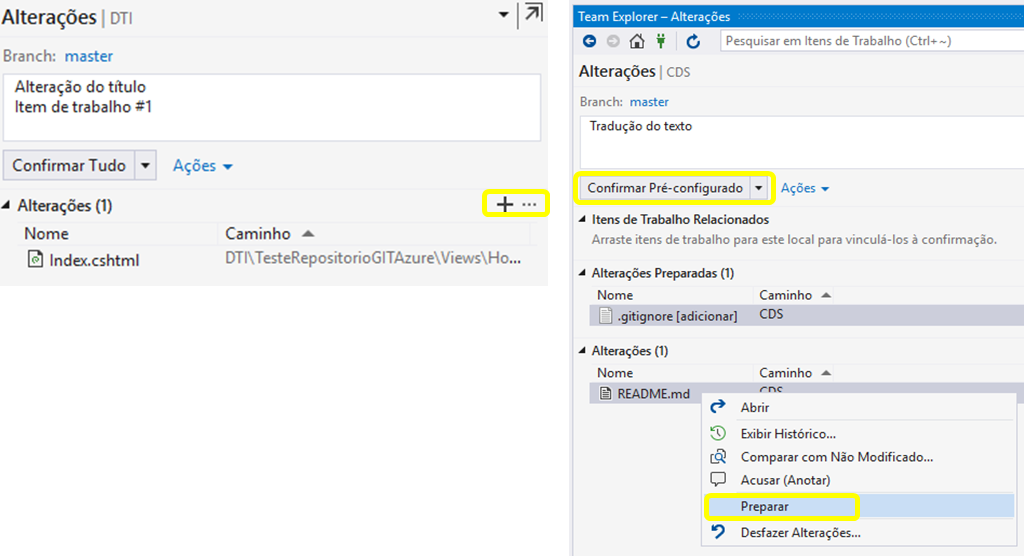 Alterações | DTI
Branch: master
Alteração do título
Item de trabalho #1
Confirmar Tudo Ações
Alterações (1) + ...
Nome Caminho
Index.cshtml DTI\TesteRepositorioGITAzure\Views\Ho...
Team Explorer – Alterações
Pesquisar em Itens de Trabalho (Ctrl+~)
Alterações | CDS
Branch: master
Tradução do texto
Confirmar Pré-configurado Ações
Itens de Trabalho Relacionados
Arraste itens de trabalho para este local para vinculá-los à confirmação.
Alterações Preparadas (1)
Nome Caminho
.gitignore [adicionar] CDS
Alterações (1)
Nome Caminho
README.md CDS
Abrir
Exibir Histórico...
Comparar com Não Modificado...
Acusar (Anotar)
Preparar
Desfazer Alterações...